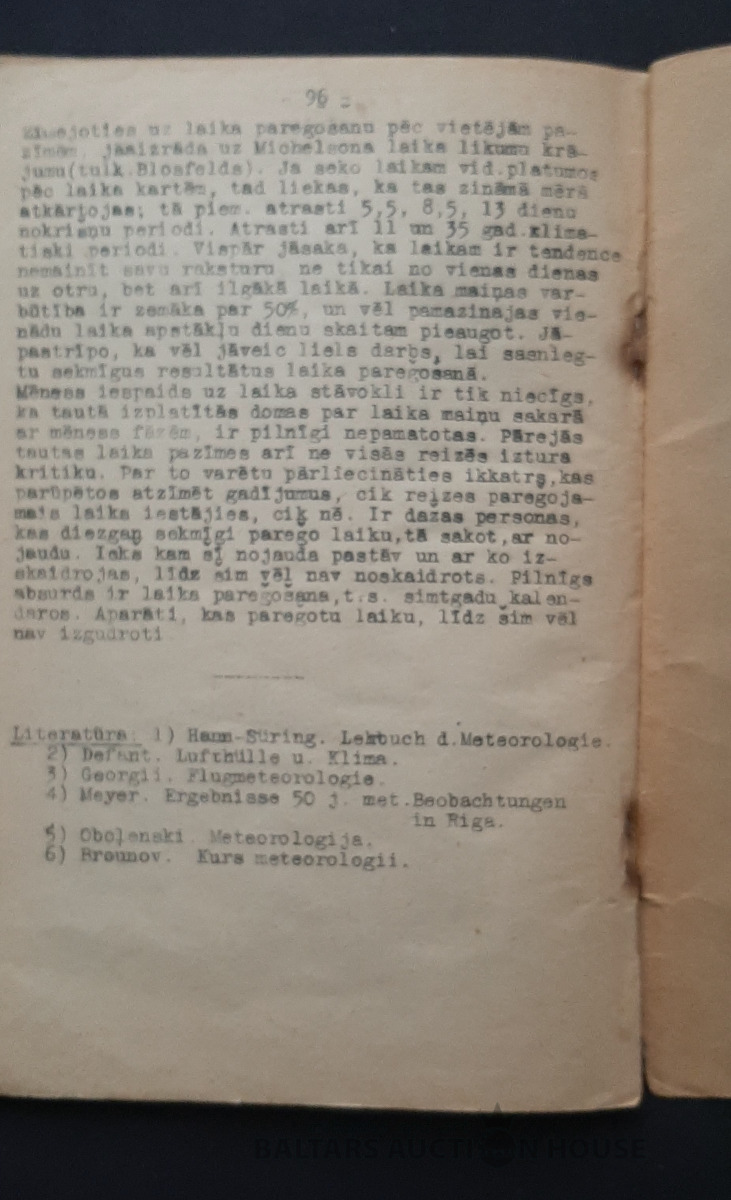 - 96 -
Zīmējoties uz laika paregošanu pēc vietējām pa-
zīmēm, jāaizrāda uz Michelsona laika likumu krā-
jumu(tulk.Blosfelds). Ja seko laikam vid.platumos
pēc laika kartēm, tad liekas, ka tas zināmā mērā
atkārtojas; tā piem. atrasti 5,5, 8,5, 13 dienu
nokrišņu periodi. Atrasti arī 11 un 35 gad.klima-
tiski periodi. Vispār jāsaka, ka laikam ir tendence
nemainīt savu raksturu ne tikai no vienas dienas
uz otru, bet arī ilgākā laikā. Laika maiņas var-
būtība ir zemāka par 50%, un vēl pamazinajas vie-
nādu laika apstākļu dienu skaitam pieaugot. Jā-
pastrīpo, ka vēl jāveic liels darbs, lai sasnieg-
tu sekmīgus resultātus laika paregošanā.
Mēness iespaids uz laika stāvokli ir tik niecīgs,
ka tautā izplatītās domas par laika maiņu sakarā
ar mēness fāzēm, ir pilnīgi nepamatotas. Pārejās
tautas laika pazīmes arī ne visās reizēs iztura
kritiku. Par to varētu pārliecināties ikkatrs,kas
parūpētos atzīmēt gadījumus, cik reizes paregoja-
mais laiks iestājies, cik nē. Ir dažas personas,
kas diezgan sekmīgi parego laiku,tā sakot,ar no-
jaudu. Ieks kam šī nojauda pastāv un ar ko iz-
skaidrojas, līdz šim vēl nav noskaidrots. Pilnīgs
absurds ir laika paregošana,t.s. simtgadu kalen-
daros. Aparāti, kas paregotu laiku, līdz šim vēl
nav izgudroti
Literatūra: 1) Hann-Süring. Lehrbuch d.Meteorologie.
2) Defant. Lufthülle u. Klima.
3) Georgii. Flugmeteorologie.
4) Meyer. Ergebnisse 50 j. met.Beobachtungen
in Riga.
5) Oboļenski Meteorologija.
6) Brounov. Kurs meteorologii.
BALTARS AUCTION HOUSE